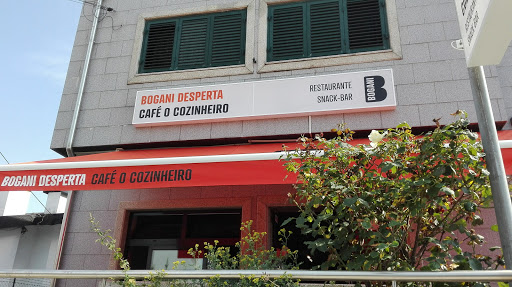 BOGANI DESPERTA
CAFÉ O COZINHEIRO
RESTAURANTE
SNACK-BAR
BOGANI
BOGANI DESPERTA CAFÉ O COZINHEIRO